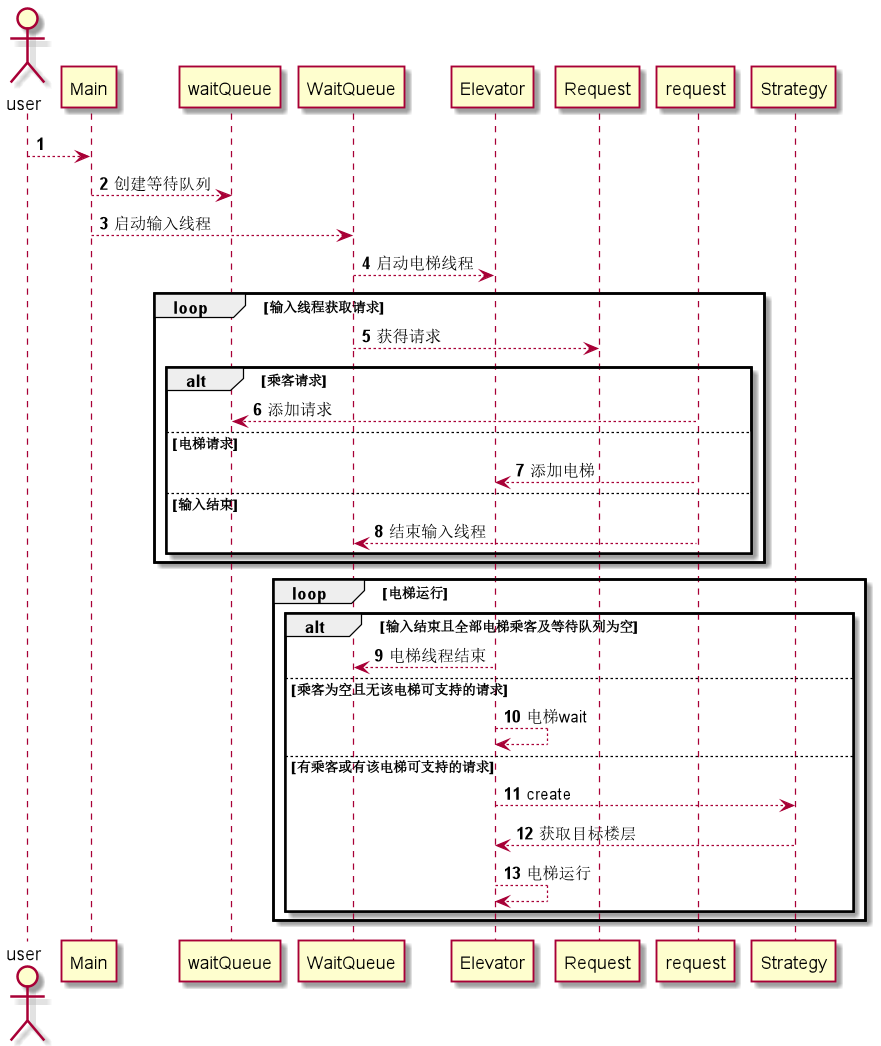 user
Main
waitQueue
WaitQueue
Elevator
Request
request
Strategy
1
2 创建等待队列
3 启动输入线程
4 启动电梯线程
loop [输入线程获取请求]
5 获得请求
alt [乘客请求]
6 添加请求
[电梯请求]
7 添加电梯
[输入结束]
8 结束输入线程
loop [电梯运行]
alt [输入结束且全部电梯乘客及等待队列为空]
9 电梯线程结束
[乘客为空且无该电梯可支持的请求]
10 电梯wait
[有乘客或有该电梯可支持的请求]
11 create
12 获取目标楼层
13 电梯运行
user
Main
waitQueue
WaitQueue
Elevator
Request
request
Strategy